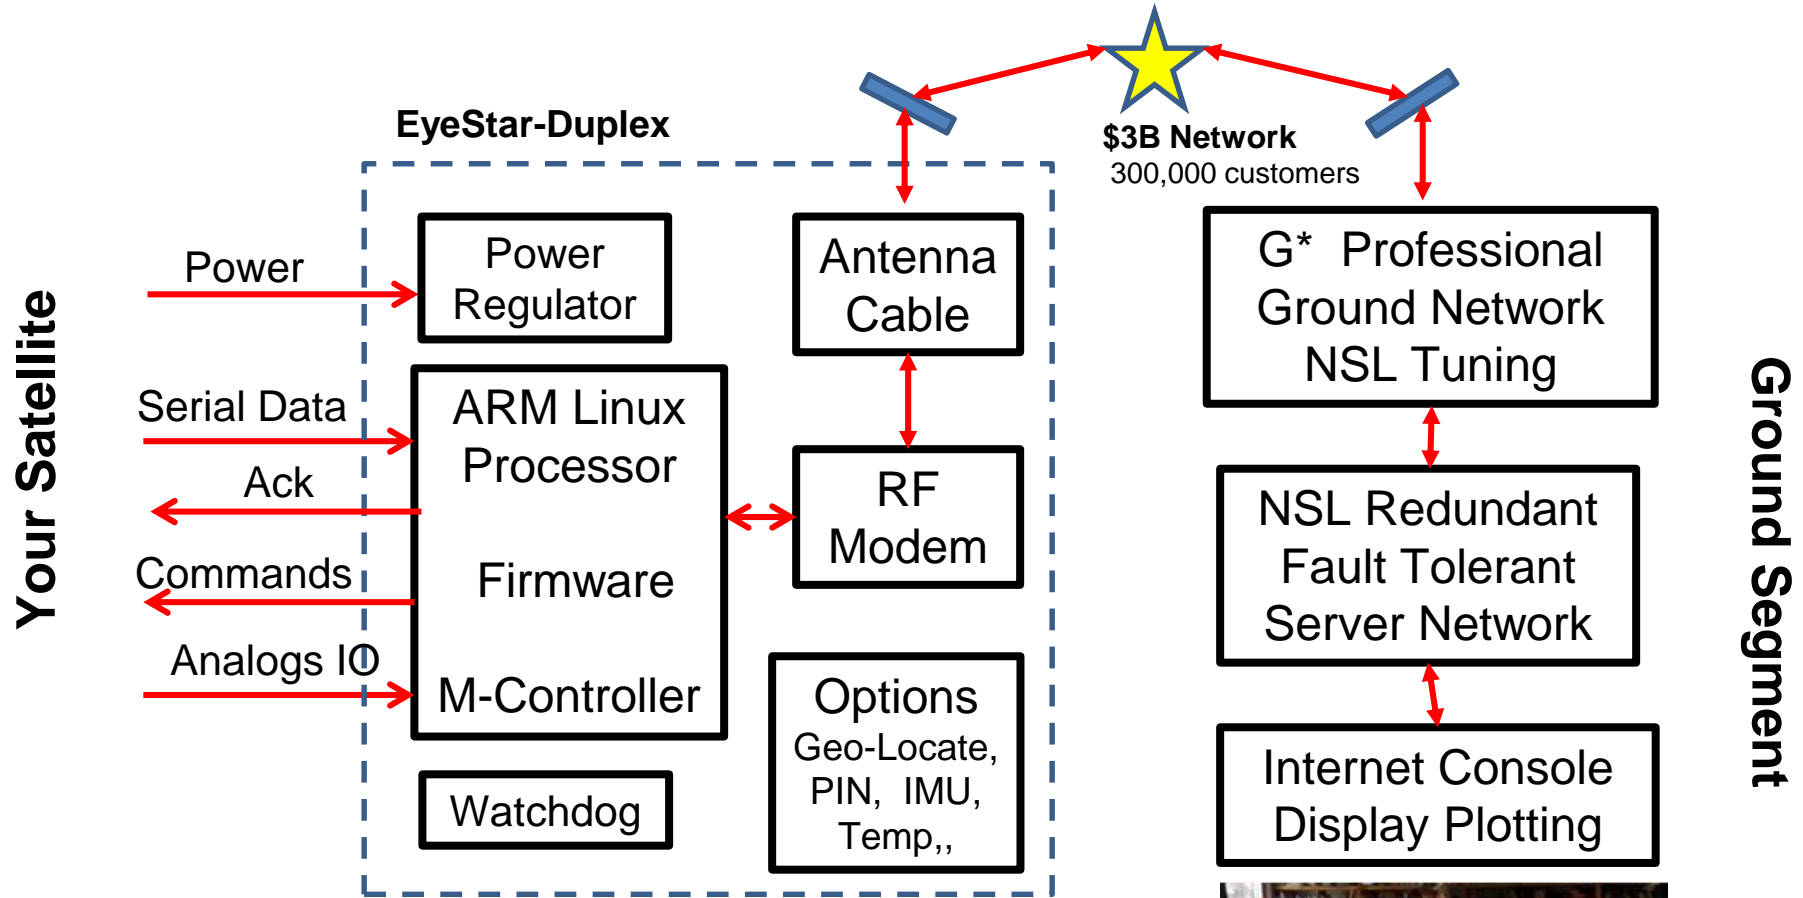 Your Satellite
Power
Serial Data
Ack
Commands
Analogs IO
EyeStar-Duplex
Power
Regulator
ARM Linux
Processor
Firmware
M-Controller
Watchdog
Antenna
Cable
RF
Modem
Options
Geo-Locate,
PIN, IMU,
Temp,,
$3B Network
300,000 customers
G* Professional
Ground Network
NSL Tuning
NSL Redundant
Fault Tolerant
Server Network
Internet Console
Display Plotting
Ground Segment